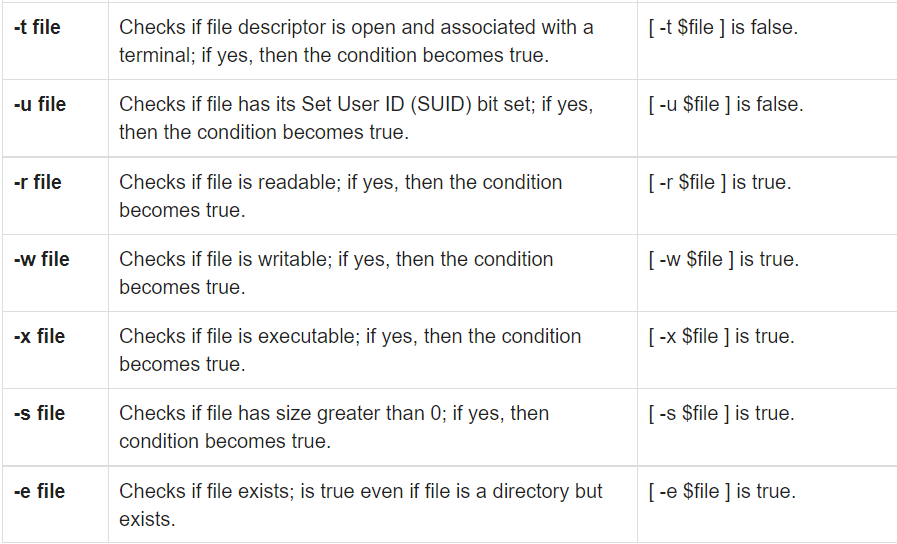 -t file Checks if file descriptor is open and associated with a [ -t $file ] is false.
terminal; if yes, then the condition becomes true.
-u file Checks if file has its Set User ID (SUID) bit set; if yes, [ -u $file ] is false.
then the condition becomes true.
-r file Checks if file is readable; if yes, then the condition [ -r $file ] is true.
becomes true.
-w file Checks if file is writable; if yes, then the condition [ -w $file ] is true.
becomes true.
-x file Checks if file is executable; if yes, then the condition [ -x $file ] is true.
becomes true.
-s file Checks if file has size greater than 0; if yes, then [ -s $file ] is true.
condition becomes true.
-e file Checks if file exists; is true even if file is a directory but [ -e $file ] is true.
exists.